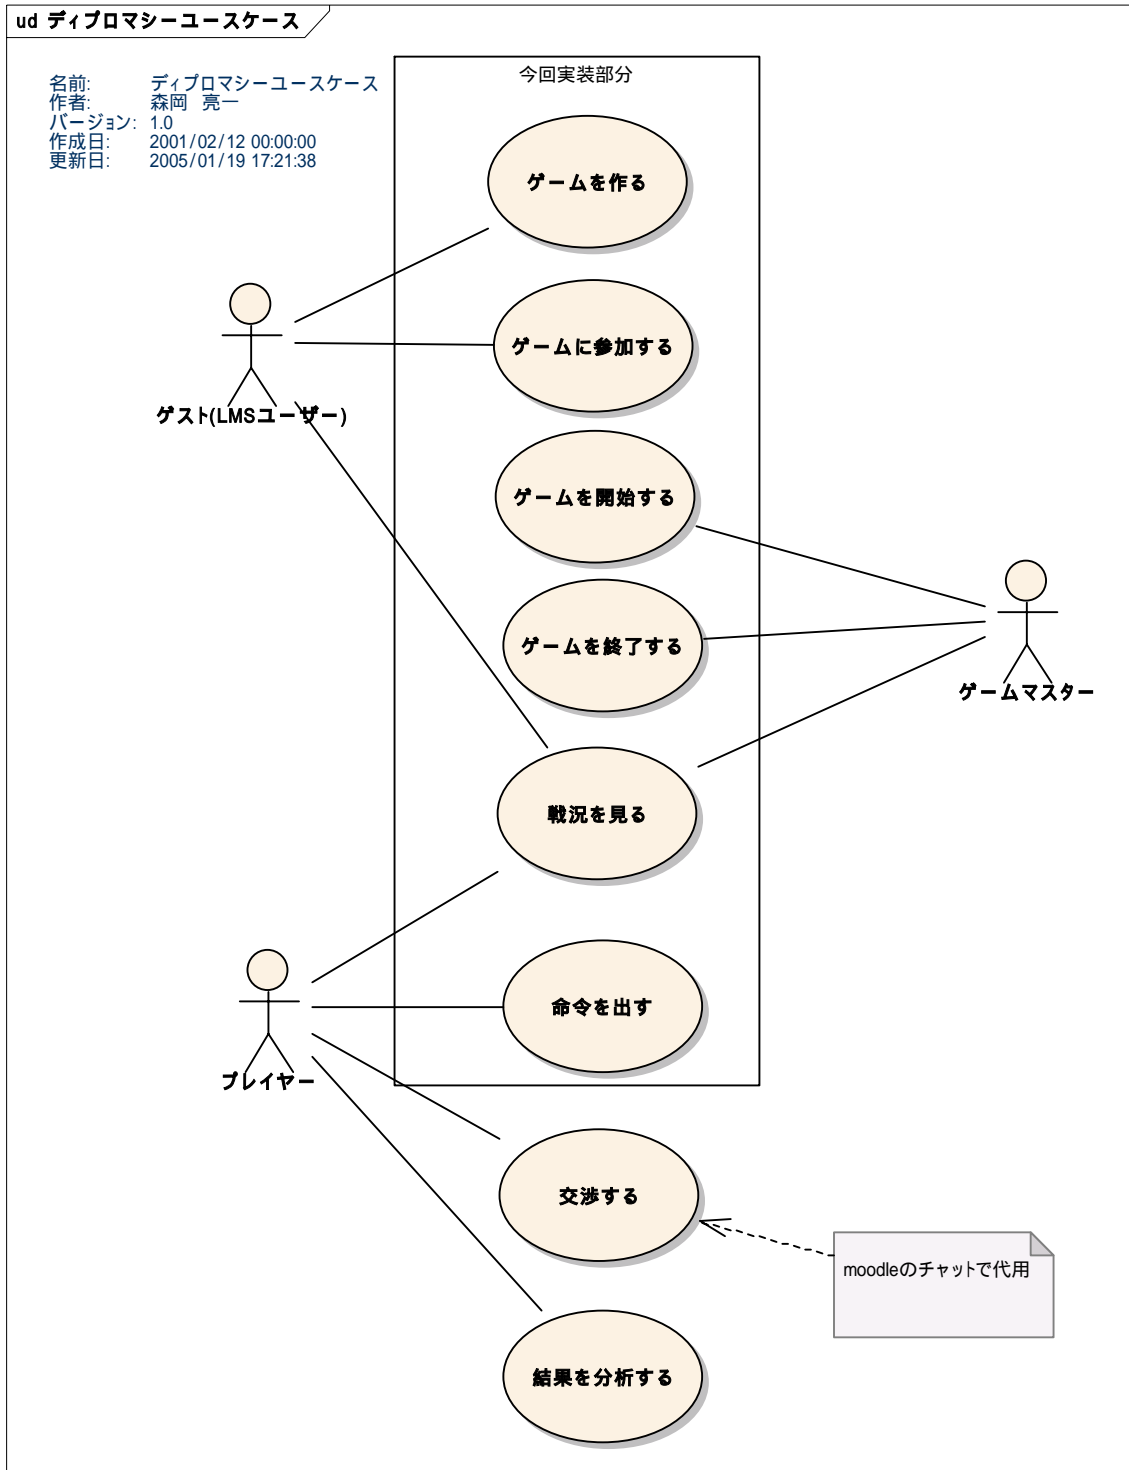 ud ディプロマシーユースケース
今回実装部分
名前: ディプロマシーユースケース
作者: 森岡 亮一
バージョン: 1.0
作成日: 2001/02/12 00:00:00
更新日: 2005/01/19 17:21:38
ゲームを作る
ゲームに参加する
ゲスト(LMSユーザー)
ゲームを開始する
ゲームを終了する
ゲームマスター
戦況を見る
命令を出す
プレイヤー
交渉する
moodleのチャットで代用
結果を分析する